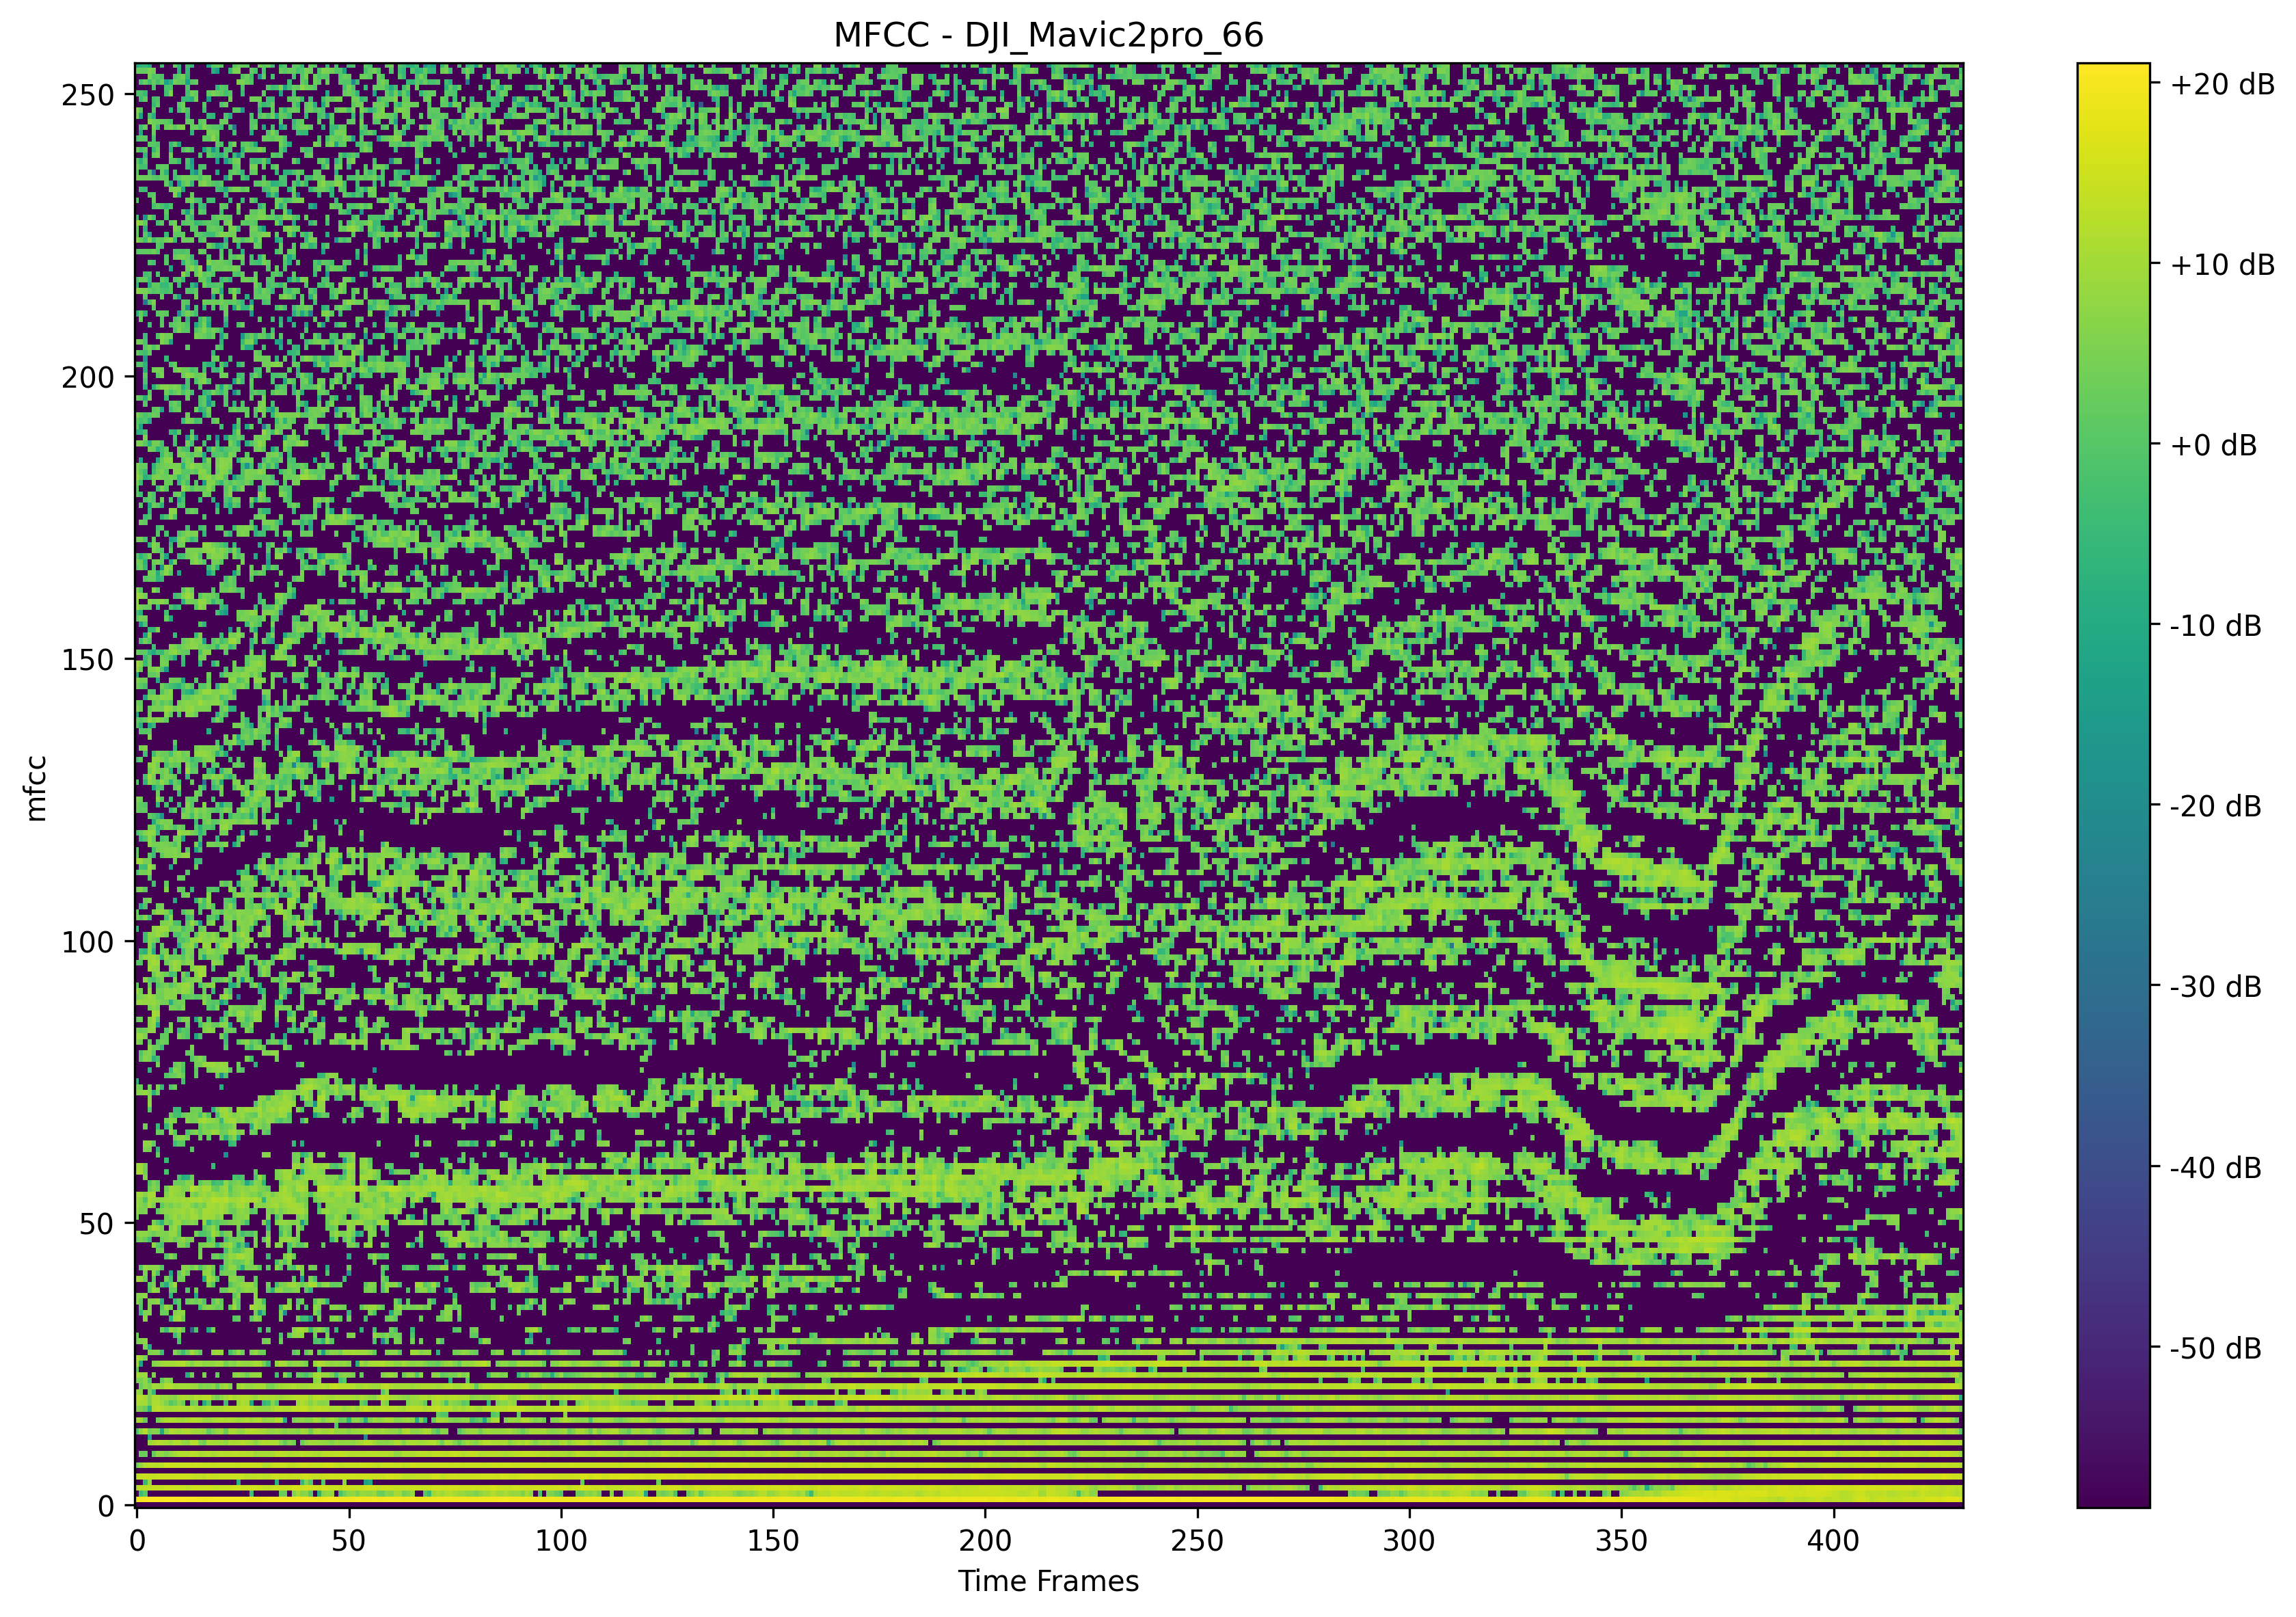 MFCC - DJI_Mavic2pro_66
250
200
150
100
50
0
mfcc
0 50 100 150 200 250 300 350 400
Time Frames
+20 dB
+10 dB
+0 dB
-10 dB
-20 dB
-30 dB
-40 dB
-50 dB